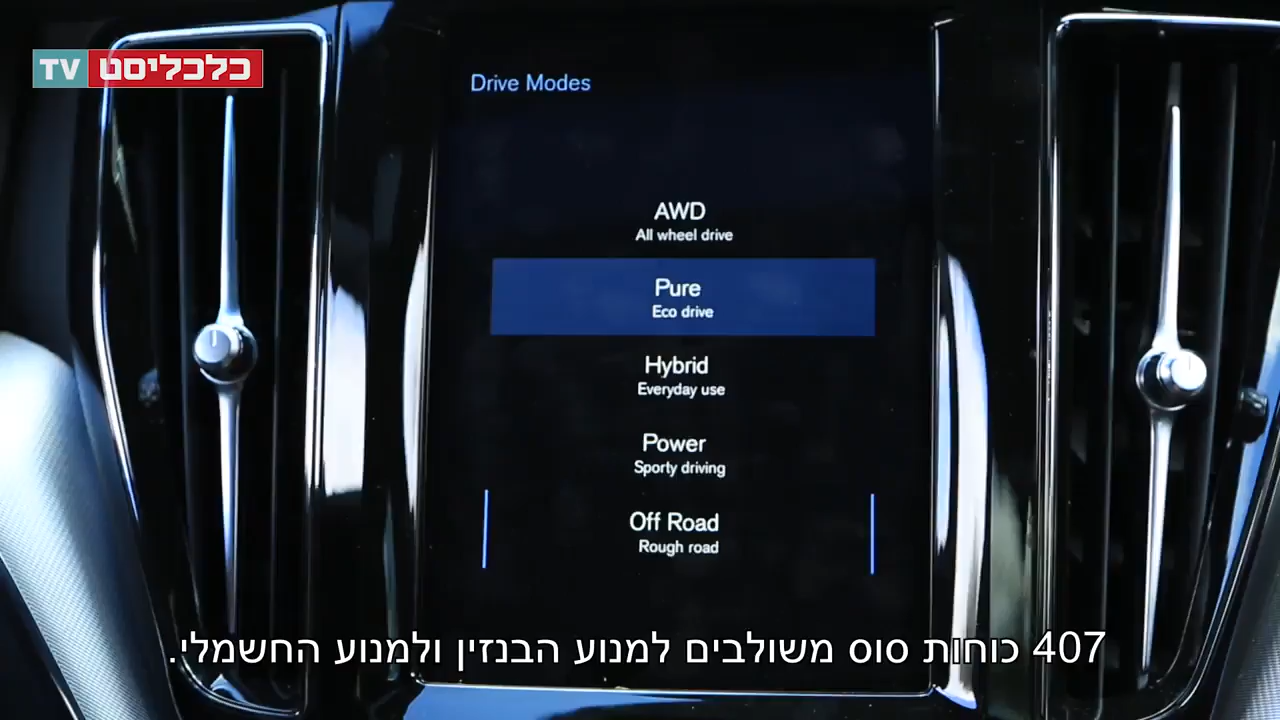 כלכליסט TV
Drive Modes
AWD
All wheel drive
Pure
Eco drive
Hybrid
Everyday use
Power
Sporty driving
Off Road
Rough road
407 כוחות סוס משולבים למנוע הבנזין ולמנוע החשמלי.